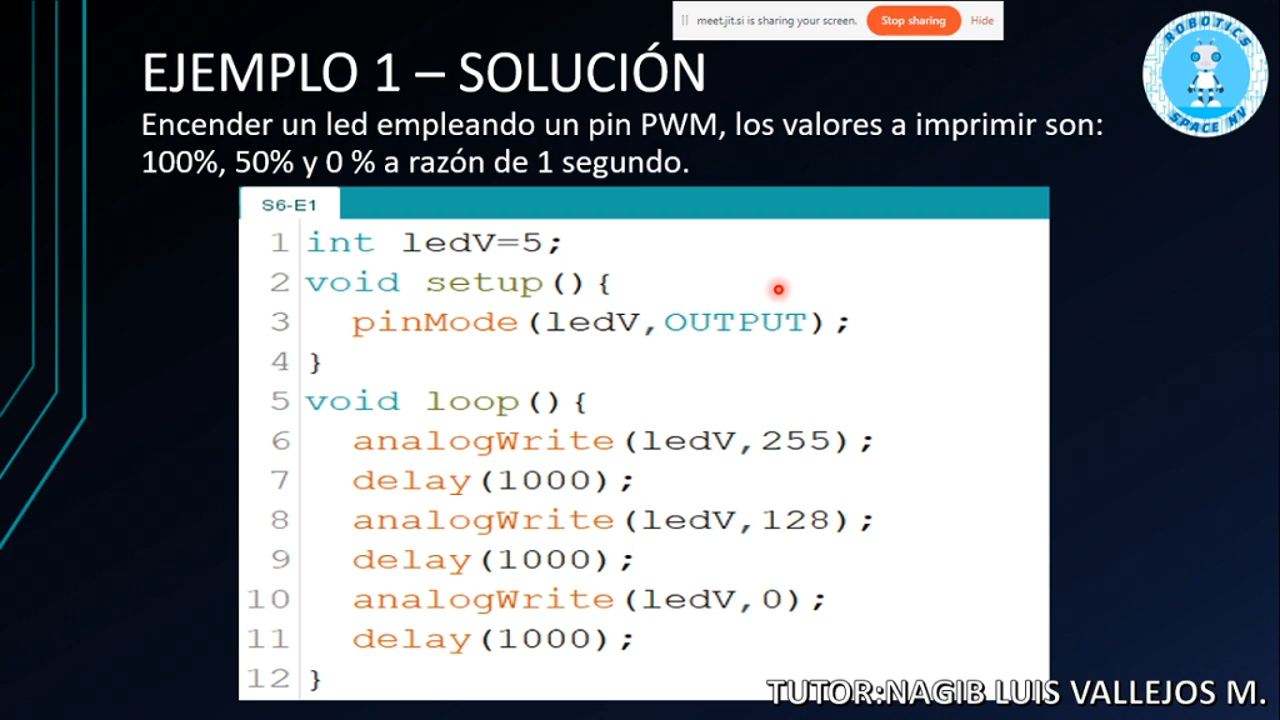 meet.jit.si is sharing your screen. Stop sharing Hide
ROBOTICS
SPACE NV
EJEMPLO 1 – SOLUCIÓN
Encender un led empleando un pin PWM, los valores a imprimir son:
100%, 50% y 0 % a razón de 1 segundo.
S6-E1
1 int ledV=5;
2 void setup(){
3 pinMode(ledV,OUTPUT);
4 }
5 void loop(){
6 analogWrite(ledV,255);
7 delay(1000);
8 analogWrite(ledV,128);
9 delay(1000);
10 analogWrite(ledV,0);
11 delay(1000);
12 }
TUTOR:NAGIB LUIS VALLEJOS M.